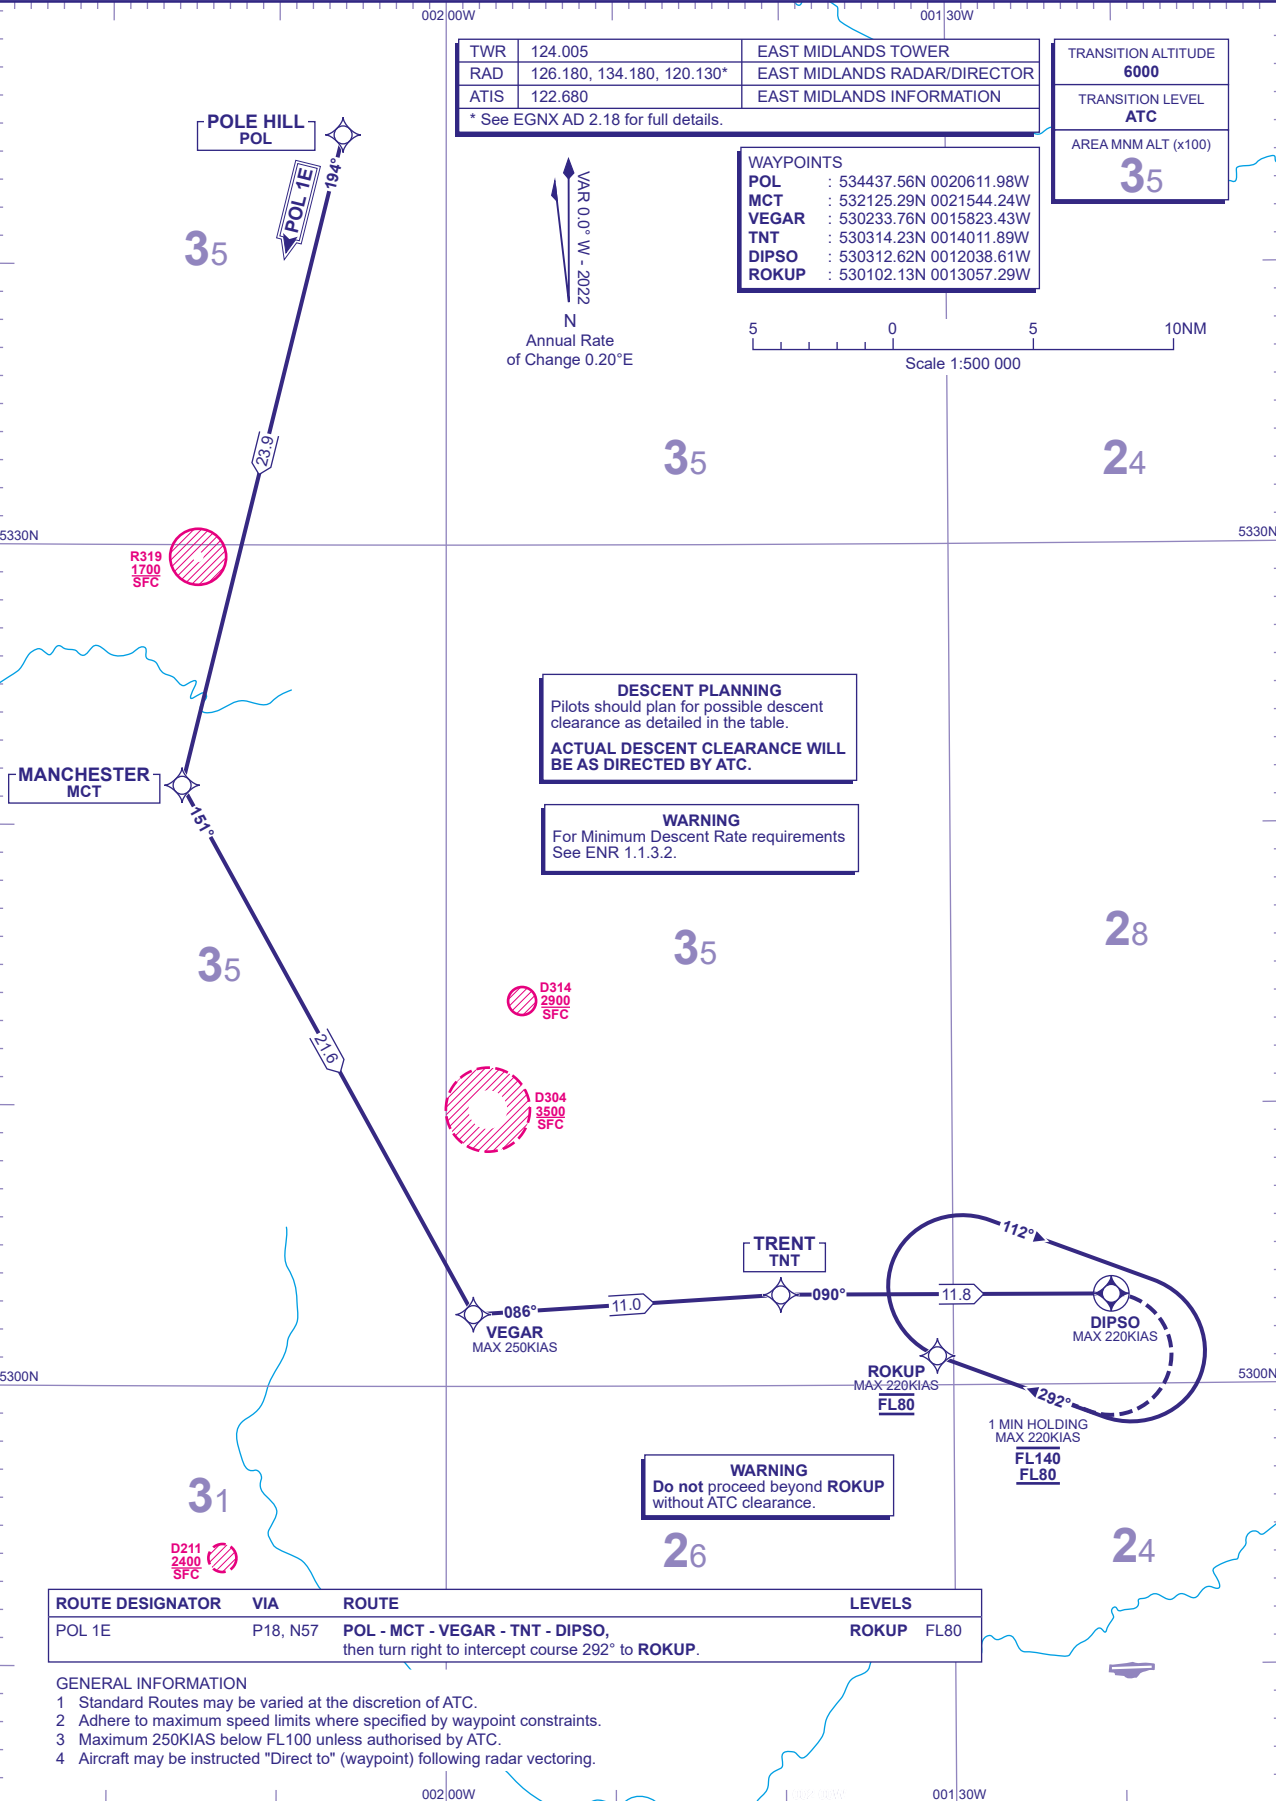 002 00W
001 30W
TWR 124.005 EAST MIDLANDS TOWER
RAD 126.180, 134.180, 120.130* EAST MIDLANDS RADAR/DIRECTOR
ATIS 122.680 EAST MIDLANDS INFORMATION
* See EGNX AD 2.18 for full details.
TRANSITION ALTITUDE
6000
TRANSITION LEVEL
ATC
AREA MNM ALT (x100)
35
POLE HILL
POL
194°
POL 1E
35
VAR 0.0° W - 2022
N
Annual Rate
of Change 0.20°E
WAYPOINTS
POL : 534437.56N 0020611.98W
MCT : 532125.29N 0021544.24W
VEGAR : 530233.76N 0015823.43W
TNT : 530314.23N 0014011.89W
DIPSO : 530312.62N 0012038.61W
ROKUP : 530102.13N 0013057.29W
5 0 5 10NM
Scale 1:500 000
23.9
35
24
5330N
5330N
R319
1700
SFC
DESCENT PLANNING
Pilots should plan for possible descent
clearance as detailed in the table.
ACTUAL DESCENT CLEARANCE WILL
BE AS DIRECTED BY ATC.
MANCHESTER
MCT
151°
WARNING
For Minimum Descent Rate requirements
See ENR 1.1.3.2.
35
35
28
D314
2900
SFC
21.6
D304
3500
SFC
TRENT
TNT
112°
086°
11.0
090°
11.8
VEGAR
MAX 250KIAS
DIPSO
MAX 220KIAS
ROKUP
MAX 220KIAS
FL80
292°
5300N
5300N
1 MIN HOLDING
MAX 220KIAS
FL140
FL80
WARNING
Do not proceed beyond ROKUP
without ATC clearance.
31
26
24
D211
2400
SFC
ROUTE DESIGNATOR VIA ROUTE LEVELS
POL 1E P18, N57 POL - MCT - VEGAR - TNT - DIPSO, ROKUP FL80
then turn right to intercept course 292° to ROKUP.
GENERAL INFORMATION
1 Standard Routes may be varied at the discretion of ATC.
2 Adhere to maximum speed limits where specified by waypoint constraints.
3 Maximum 250KIAS below FL100 unless authorised by ATC.
4 Aircraft may be instructed "Direct to" (waypoint) following radar vectoring.
002 00W
001 30W